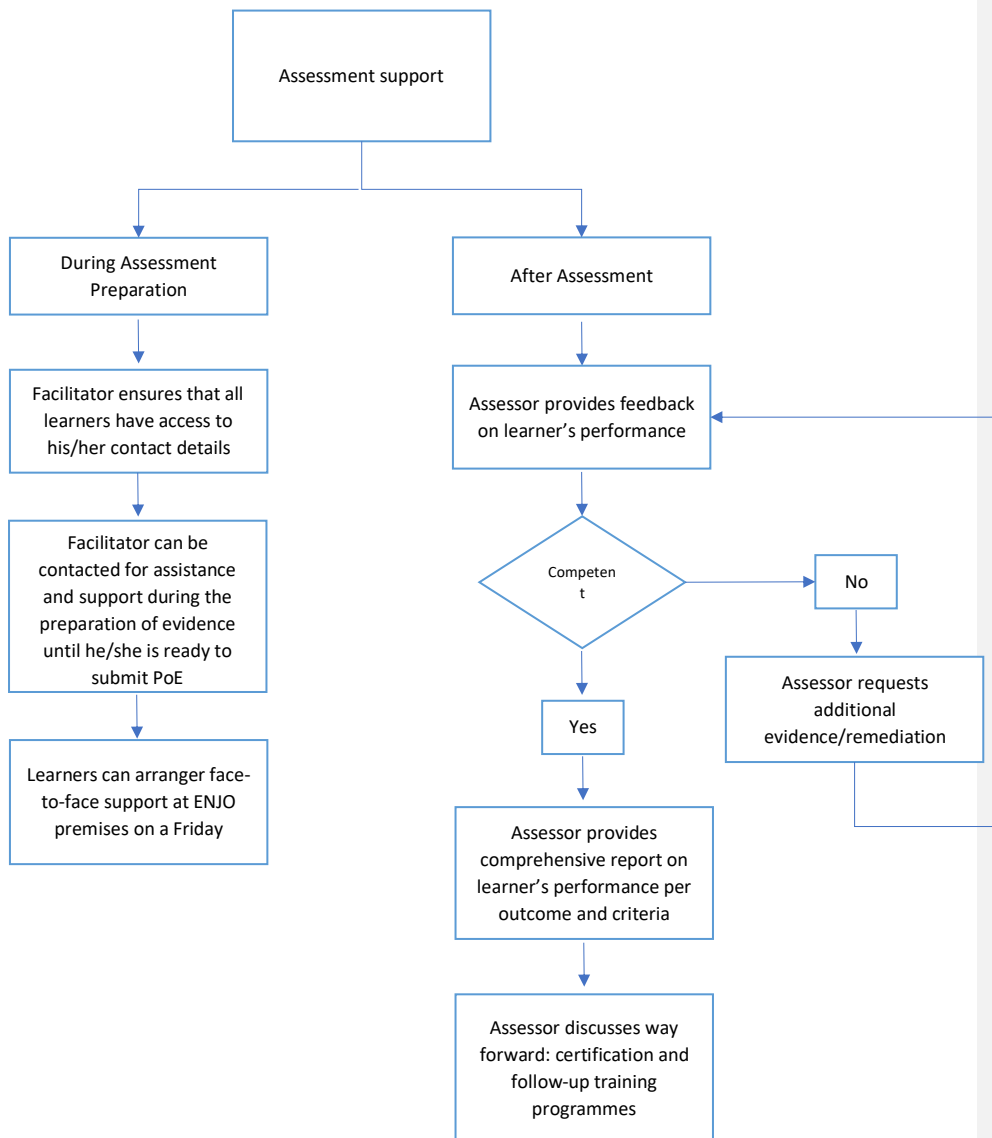 Assessment support
During Assessment
Preparation
Facilitator ensures that all
learners have access to
his/her contact details
Facilitator can be
contacted for assistance
and support during the
preparation of evidence
until he/she is ready to
submit PoE
Learners can arranger face-
to-face support at ENJO
premises on a Friday
After Assessment
Assessor provides feedback
on learner’s performance
Competen
t
No
Assessor requests
additional
evidence/remediation
Yes
Assessor provides
comprehensive report on
learner’s performance per
outcome and criteria
Assessor discusses way
forward: certification and
follow-up training
programmes